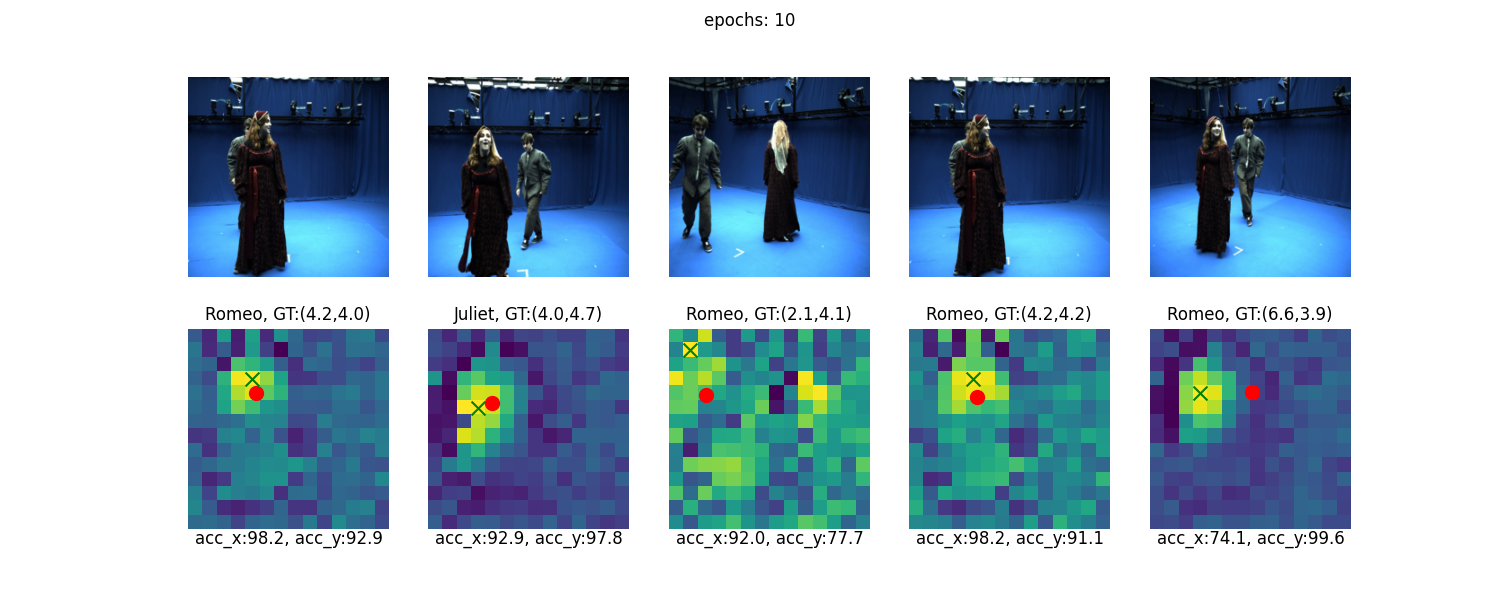 epochs: 10
Romeo, GT:(4.2,4.0)
Juliet, GT:(4.0,4.7)
Romeo, GT:(2.1,4.1)
Romeo, GT:(4.2,4.2)
Romeo, GT:(6.6,3.9)
acc_x:98.2, acc_y:92.9
acc_x:92.9, acc_y:97.8
acc_x:92.0, acc_y:77.7
acc_x:98.2, acc_y:91.1
acc_x:74.1, acc_y:99.6